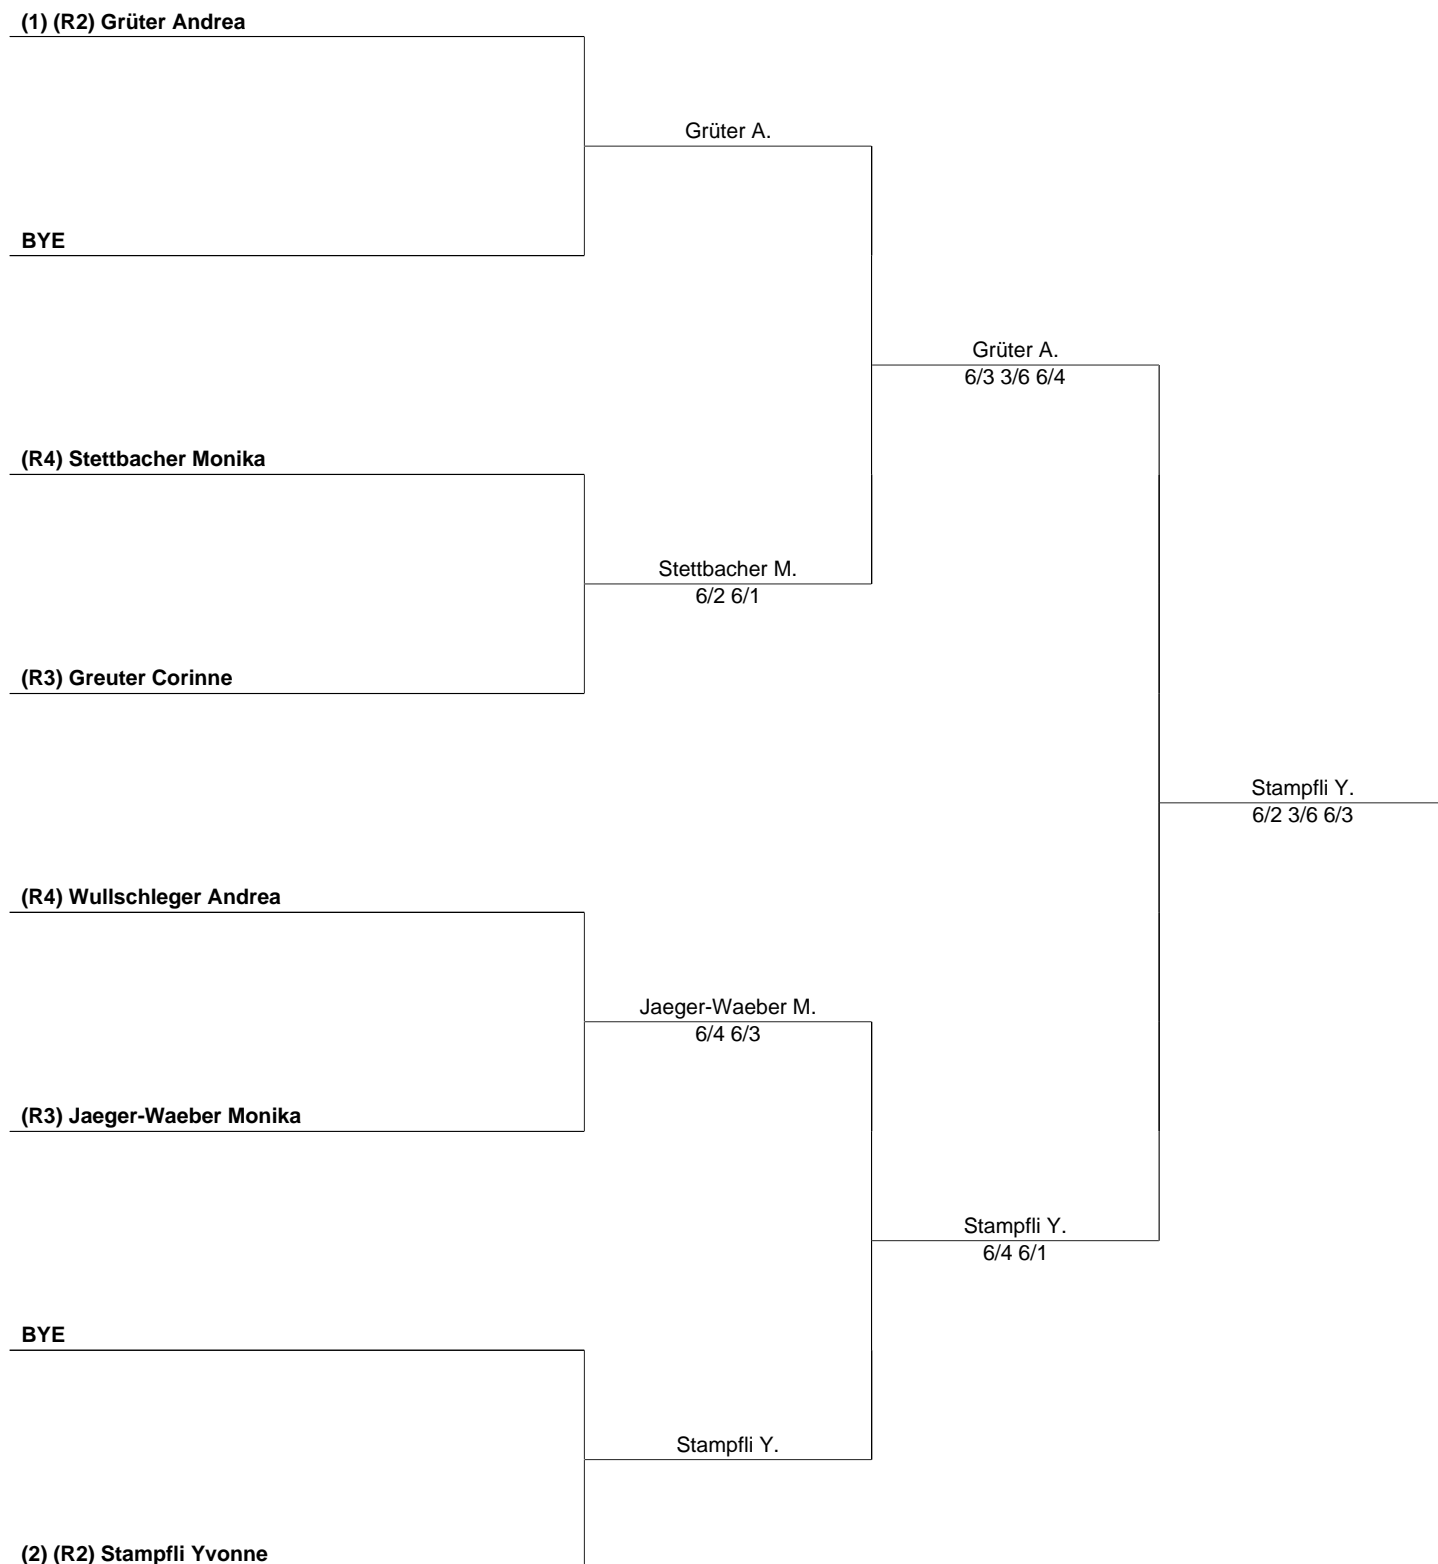 (1) (R2) Grüter Andrea
Grüter A.
BYE
Grüter A.
6/3 3/6 6/4
(R4) Stettbacher Monika
Stettbacher M.
6/2 6/1
(R3) Greuter Corinne
Stampfli Y.
6/2 3/6 6/3
(R4) Wullschleger Andrea
Jaeger-Waeber M.
6/4 6/3
(R3) Jaeger-Waeber Monika
Stampfli Y.
6/4 6/1
BYE
Stampfli Y.
(2) (R2) Stampfli Yvonne